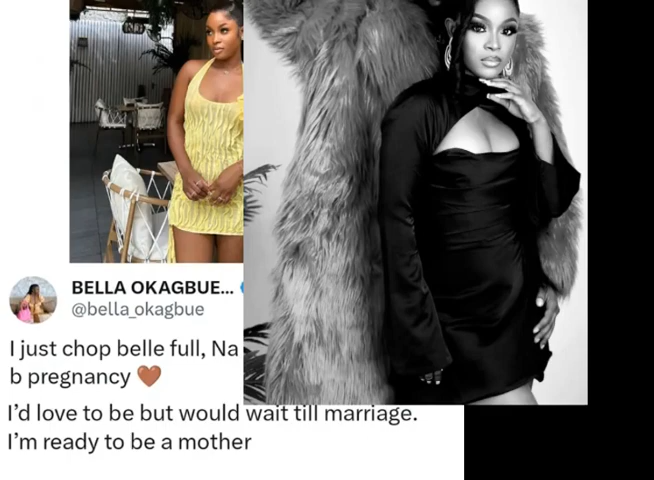 BELLA OKAGBUE...
@bella_okagbue
I just chop belle full, Na
b pregnancy 🤎
I'd love to be but would wait till marriage.
I'm ready to be a mother